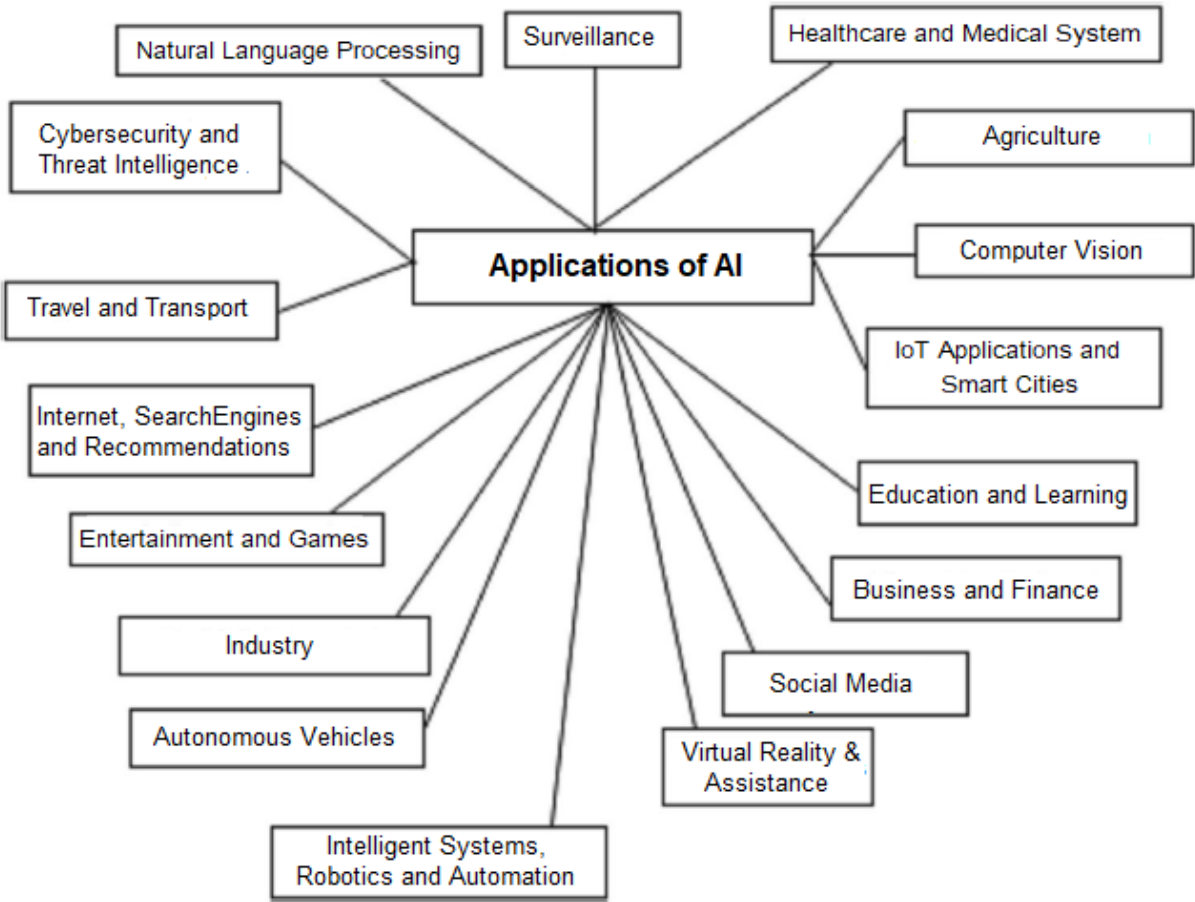 Natural Language Processing
Surveillance
Healthcare and Medical System
Cybersecurity and
Threat Intelligence .
Agriculture
Applications of AI
Computer Vision
Travel and Transport
IoT Applications and
Smart Cities
Internet, SearchEngines
and Recommendations
Education and Learning
Entertainment and Games
Business and Finance
Industry
Social Media
Autonomous Vehicles
Virtual Reality &
Assistance
Intelligent Systems,
Robotics and Automation